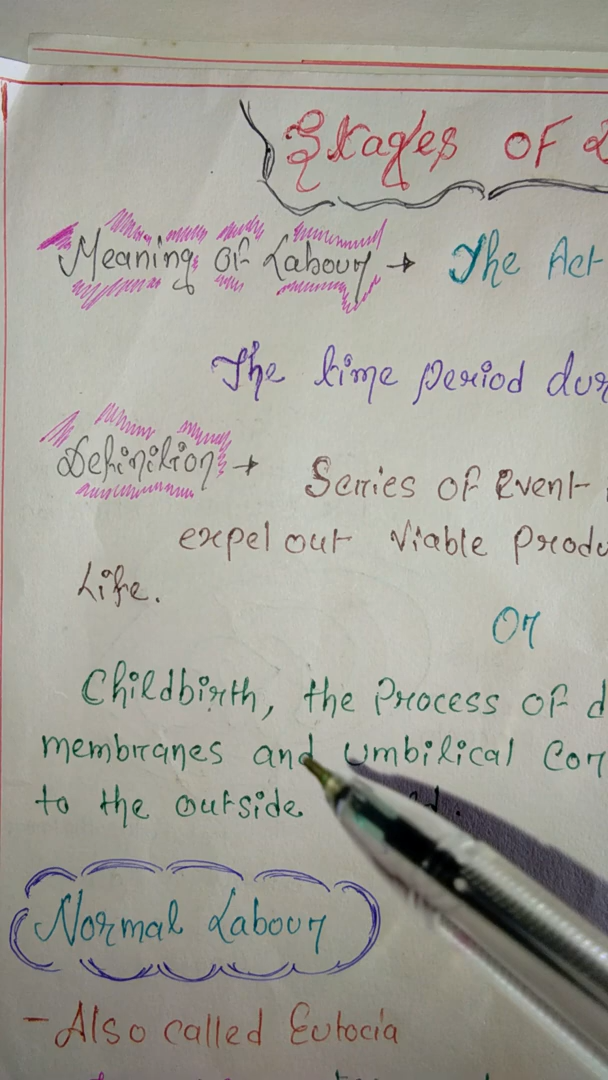 Stages of L
Meaning of Labour → The Act
The time period dur
Definition → Series of Event
expel out Viable Produ
Life.
Or
Childbirth, the Process of d
membranes and umbilical Cor
to the outside
Normal Labour
- Also called Eutocia